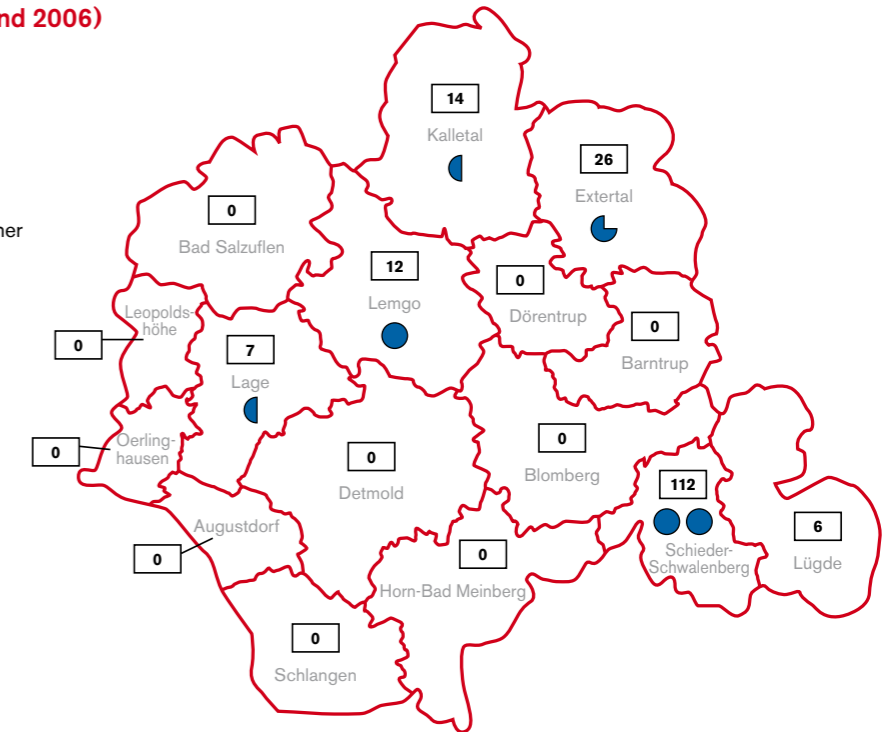 nd 2006)
14
Kalletal
26
Extertal
ner
0
Bad Salzuflen
12
Lemgo
0
Dörentrup
0
Barntrup
Leopolds-
höhe
0
7
Lage
Oerling-
hausen
0
0
Detmold
0
Blomberg
112
Schieder-
Schwalenberg
6
Lügde
Augustdorf
0
0
Horn-Bad Meinberg
0
Schlangen